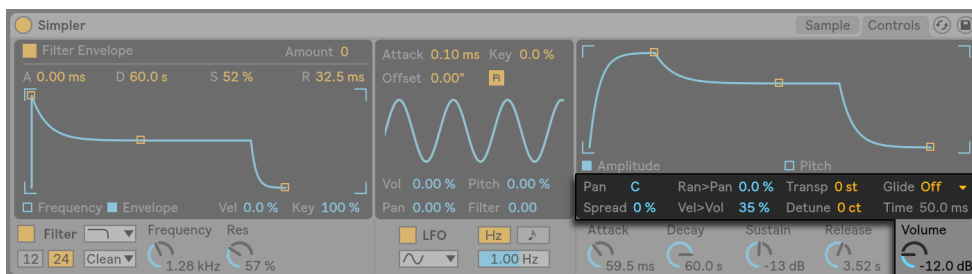 Simpler Sample Controls
Filter Envelope Amount 0
A 0.00 ms D 60.0 s S 52 % R 32.5 ms
Frequency Envelope Vel 0.0 % Key 100 %
Attack 0.10 ms Key 0.0 %
Offset 0.00° R
Vol 0.00 % Pitch 0.00 %
Pan 0.00 % Filter 0.00
Amplitude Pitch
Pan C Ran>Pan 0.0 % Transp 0 st Glide Off
Spread 0 % Vel>Vol 35 % Detune 0 ct Time 50.0 ms
Filter Frequency Res
12 24 Clean 1.28 kHz 57 %
LFO Hz ♪
1.00 Hz
Attack Decay Sustain Release Volume
59.5 ms 60.0 s -13 dB 3.52 s -12.0 dB